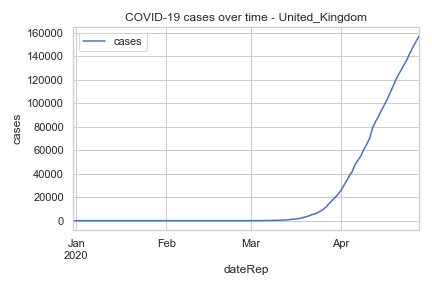 COVID-19 cases over time - United_Kingdom
cases
160000
140000
120000
100000
80000
60000
40000
20000
0
cases
Jan
2020
Feb
Mar
Apr
dateRep